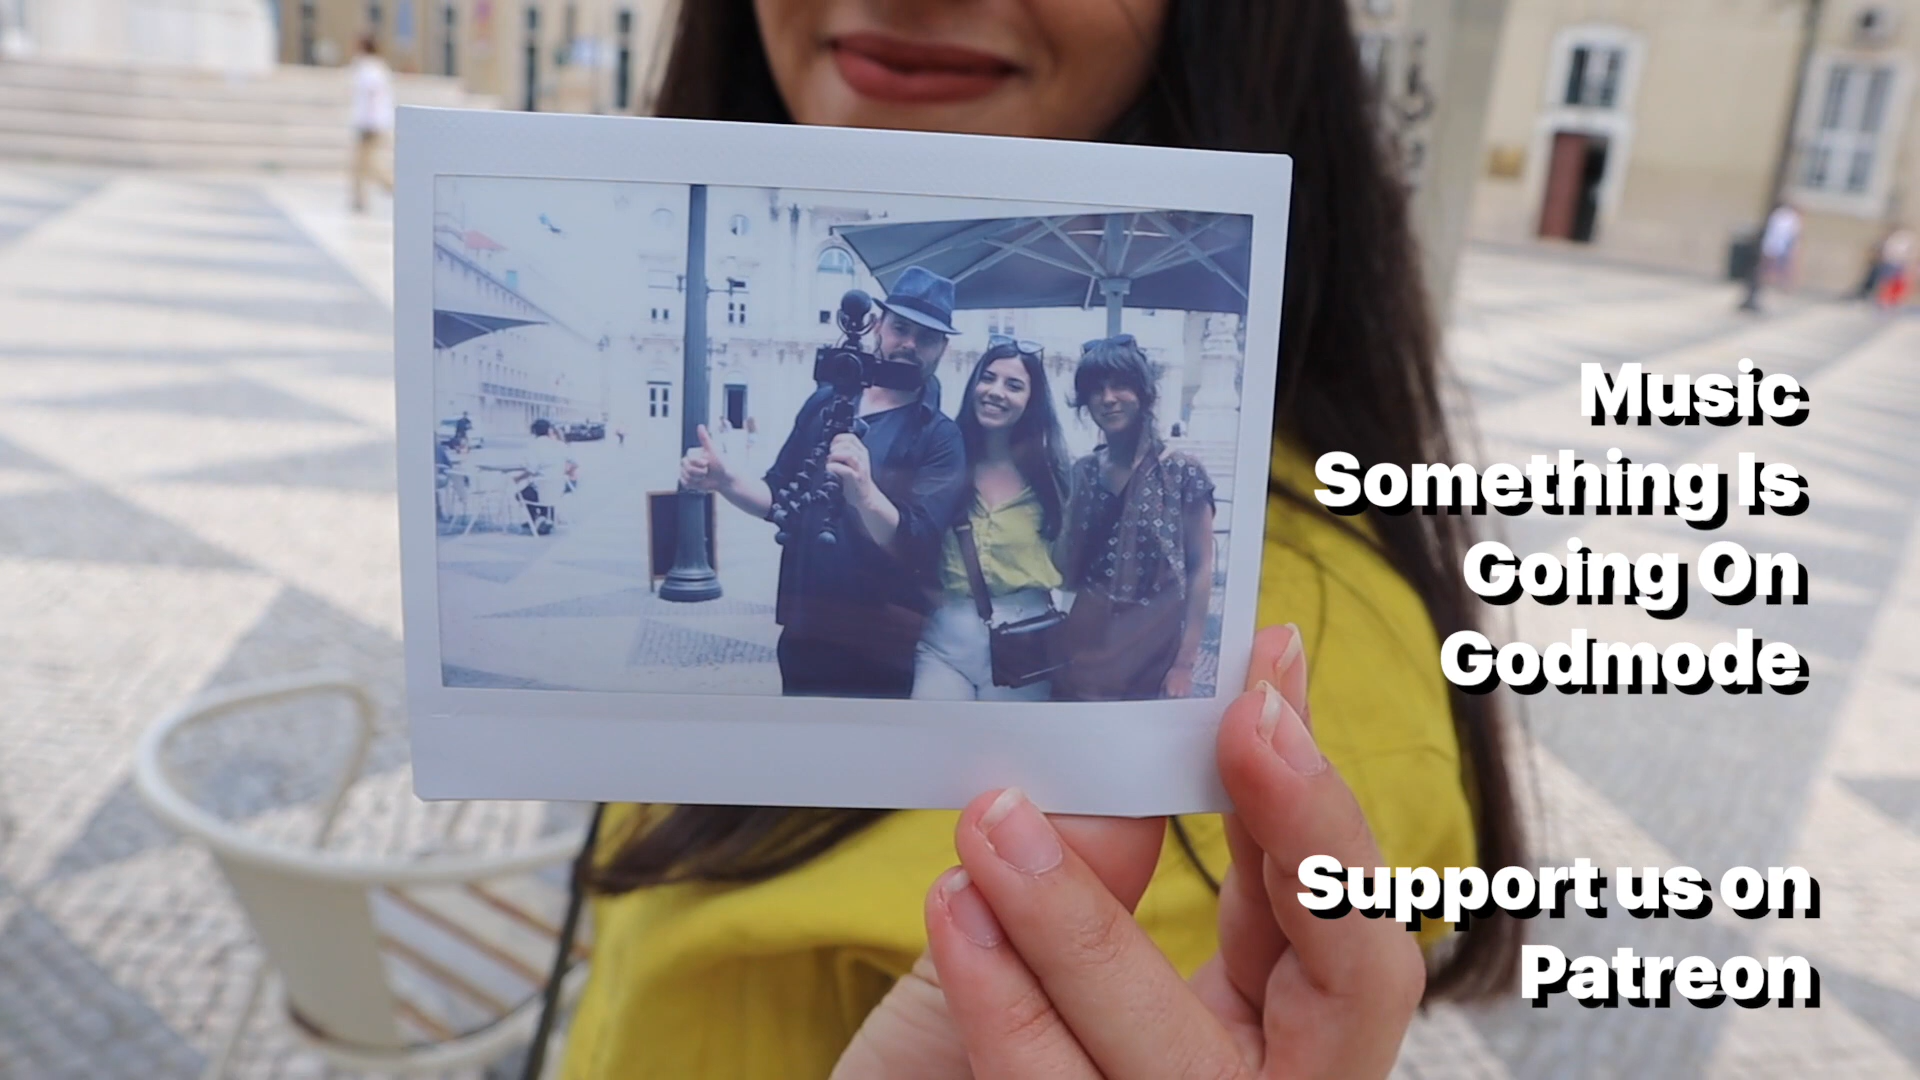 Music
Something Is
Going On
Godmode
Support us on
Patreon